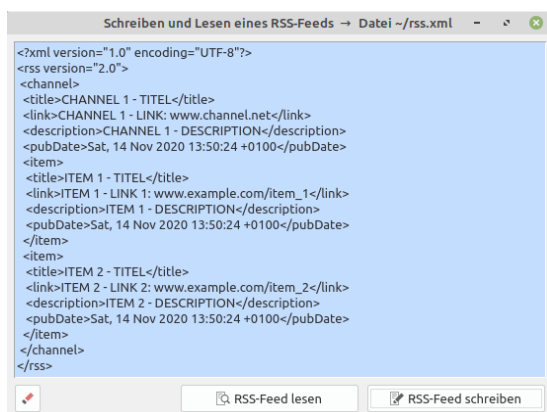 Schreiben und Lesen eines RSS-Feeds → Datei ~/rss.xml
<?xml version="1.0" encoding="UTF-8"?>
<rss version="2.0">
<channel>
<title>CHANNEL 1 - TITEL</title>
<link>CHANNEL 1 - LINK: www.channel.net</link>
<description>CHANNEL 1 - DESCRIPTION</description>
<pubDate>Sat, 14 Nov 2020 13:50:24 +0100</pubDate>
<item>
<title>ITEM 1 - TITEL</title>
<link>ITEM 1 - LINK 1: www.example.com/item_1</link>
<description>ITEM 1 - DESCRIPTION</description>
<pubDate>Sat, 14 Nov 2020 13:50:24 +0100</pubDate>
</item>
<item>
<title>ITEM 2 - TITEL</title>
<link>ITEM 2 - LINK 2: www.example.com/item_2</link>
<description>ITEM 2 - DESCRIPTION</description>
<pubDate>Sat, 14 Nov 2020 13:50:24 +0100</pubDate>
</item>
</channel>
</rss>
RSS-Feed lesen
RSS-Feed schreiben